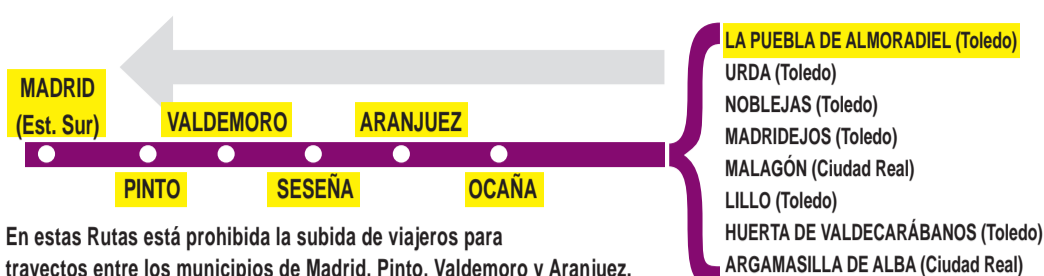 MADRID
(Est. Sur)
VALDEMORO
ARANJUEZ
PINTO
SESEÑA
OCAÑA
En estas Rutas está prohibida la subida de viajeros para
trayectos entre los municipios de Madrid, Pinto, Valdemoro y Aranjuez.
LA PUEBLA DE ALMORADIEL (Toledo)
URDA (Toledo)
NOBLEJAS (Toledo)
MADRIDEJOS (Toledo)
MALAGÓN (Ciudad Real)
LILLO (Toledo)
HUERTA DE VALDECARÁBANOS (Toledo)
ARGAMASILLA DE ALBA (Ciudad Real)